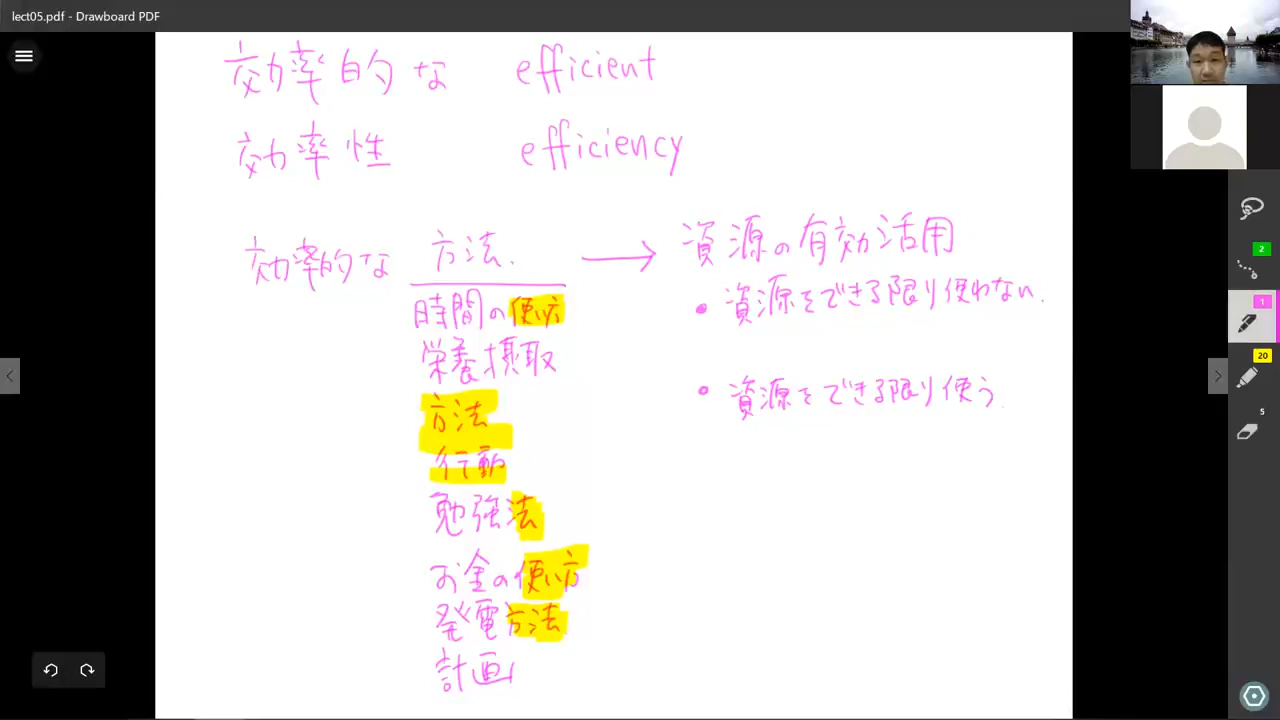 lect05.pdf - Drawboard PDF
効率的な efficient
効率性 efficiency
効率的な 方法. → 資源の有効活用
時間の使い方
・資源をできる限り使わない.
栄養摂取
方法
・資源をできる限り使う.
行動
勉強法
お金の使い方
発電方法
計画
2
1
20
5